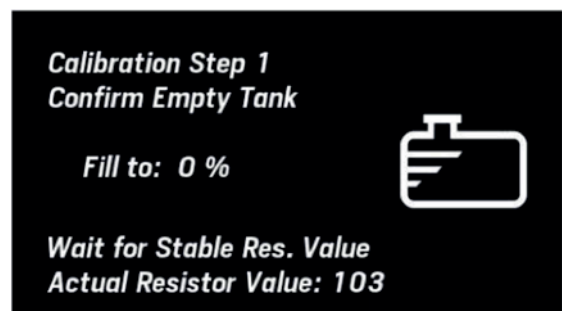 Calibration Step 1
Confirm Empty Tank
Fill to: 0 %
Wait for Stable Res. Value
Actual Resistor Value: 103